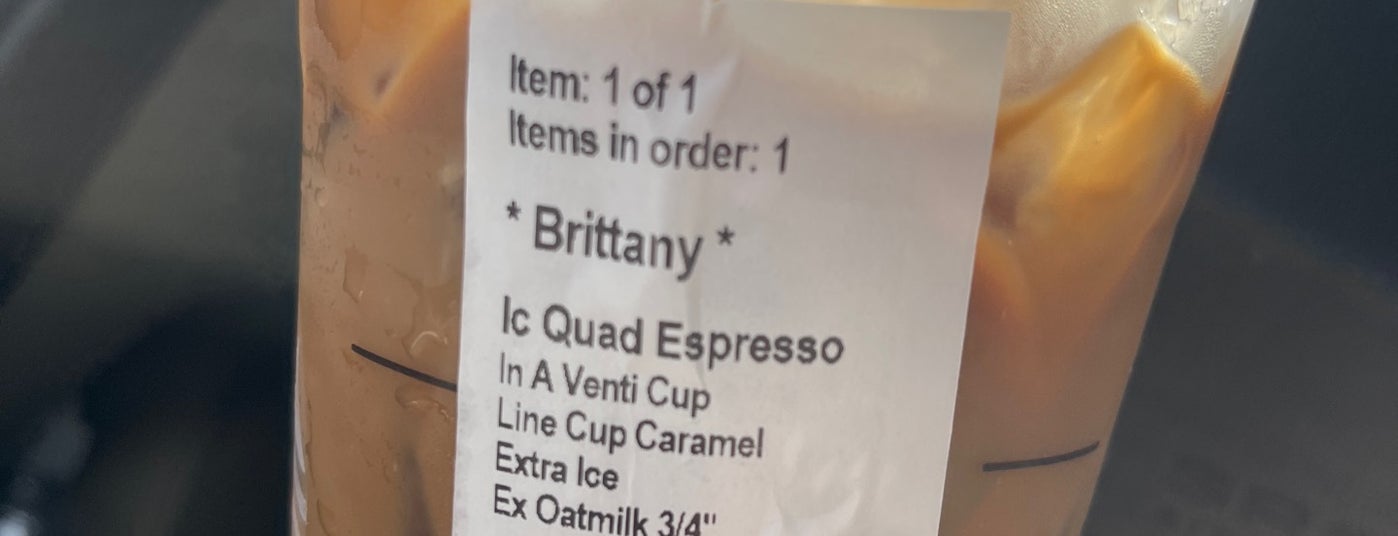 Item: 1 of 1
Items in order: 1
* Brittany *
Ic Quad Espresso
In A Venti Cup
Line Cup Caramel
Extra Ice
Ex Oatmilk 3/4"